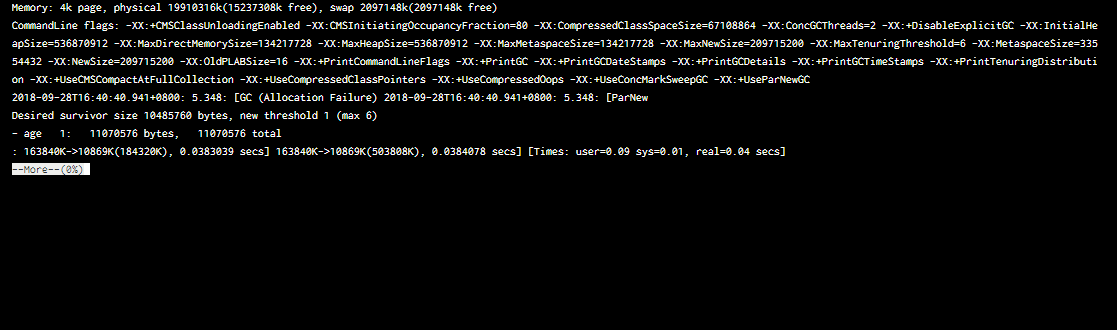 Memory: 4k page, physical 19910316k(15237308k free), swap 2097148k(2097148k free)
CommandLine flags: -XX:+CMSClassUnloadingEnabled -XX:CMSInitiatingOccupancyFraction=80 -XX:CompressedClassSpaceSize=67108864 -XX:ConcGCThreads=2 -XX:+DisableExplicitGC -XX:InitialHe
apSize=536870912 -XX:MaxDirectMemorySize=134217728 -XX:MaxHeapSize=536870912 -XX:MaxMetaspaceSize=134217728 -XX:MaxNewSize=209715200 -XX:MaxTenuringThreshold=6 -XX:MetaspaceSize=335
54432 -XX:NewSize=209715200 -XX:OldPLABSize=16 -XX:+PrintCommandLineFlags -XX:+PrintGC -XX:+PrintGCDateStamps -XX:+PrintGCDetails -XX:+PrintGCTimeStamps -XX:+PrintTenuringDistributi
on -XX:+UseCMSCompactAtFullCollection -XX:+UseCompressedClassPointers -XX:+UseCompressedOops -XX:+UseConcMarkSweepGC -XX:+UseParNewGC
2018-09-28T16:40:40.941+0800: 5.348: [GC (Allocation Failure) 2018-09-28T16:40:40.941+0800: 5.348: [ParNew
Desired survivor size 10485760 bytes, new threshold 1 (max 6)
- age   1:   11070576 bytes,   11070576 total
: 163840K->10869K(184320K), 0.0383039 secs] 163840K->10869K(503808K), 0.0384078 secs] [Times: user=0.09 sys=0.01, real=0.04 secs]
--More--(0%)